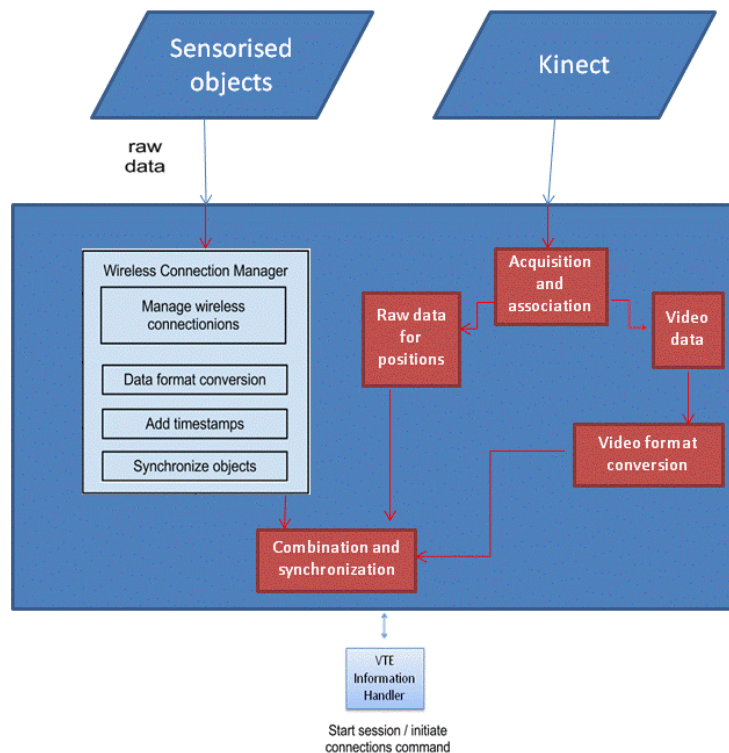 Sensorised
objects
Kinect
raw
data
Wireless Connection Manager
Manage wireless
connectionions
Data format conversion
Add timestamps
Synchronize objects
Acquisition
and
association
Raw data
for
positions
Video
data
Video format
conversion
Combination and
synchronization
VTE
Information
Handler
Start session / initiate
connections command